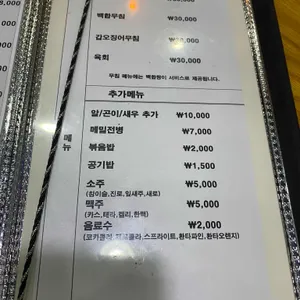 백합무침 ₩30,000
갑오징어무침
육회 ₩30,000
무침 메뉴에는 백합찜이 서비스로 제공됩니다.
추가메뉴
메뉴
알/곤이/새우 추가 ₩10,000
메밀전병 ₩7,000
볶음밥 ₩2,000
공기밥 ₩1,500
소주 ₩5,000
(참이슬,진로,잎새주,새로)
맥주 ₩5,000
(카스,테라,켈리,한맥)
음료수 ₩2,000
(코카콜라, 스프라이트,환타파인,환타오렌지)